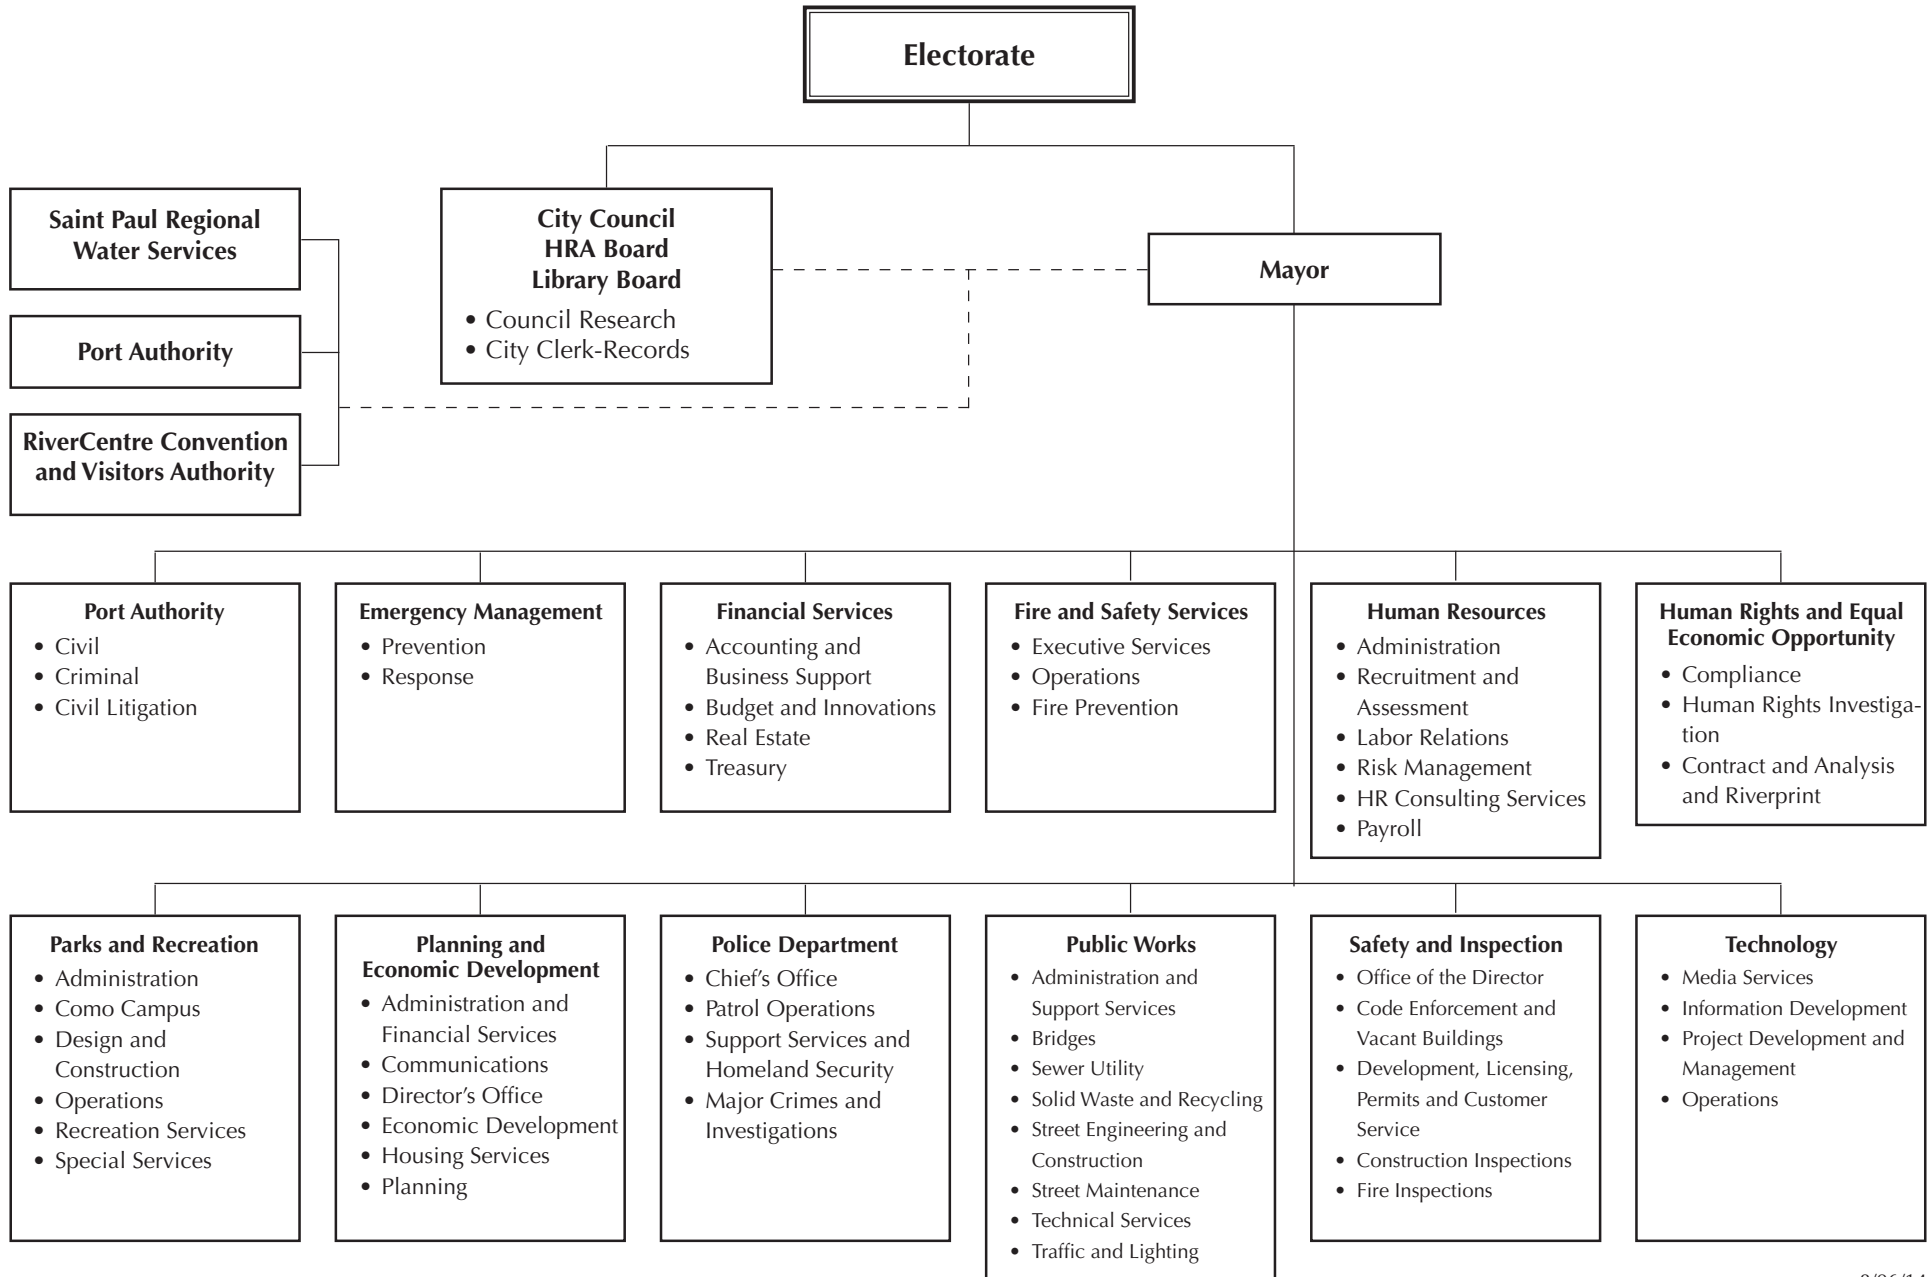 Electorate
Saint Paul Regional
Water Services
Port Authority
RiverCentre Convention
and Visitors Authority
City Council
HRA Board
Library Board
• Council Research
• City Clerk-Records
Mayor
Port Authority
• Civil
• Criminal
• Civil Litigation
Emergency Management
• Prevention
• Response
Financial Services
• Accounting and
Business Support
• Budget and Innovations
• Real Estate
• Treasury
Fire and Safety Services
• Executive Services
• Operations
• Fire Prevention
Human Resources
• Administration
• Recruitment and
Assessment
• Labor Relations
• Risk Management
• HR Consulting Services
• Payroll
Human Rights and Equal
Economic Opportunity
• Compliance
• Human Rights Investiga-
tion
• Contract and Analysis
and Riverprint
Parks and Recreation
• Administration
• Como Campus
• Design and
Construction
• Operations
• Recreation Services
• Special Services
Planning and
Economic Development
• Administration and
Financial Services
• Communications
• Director’s Office
• Economic Development
• Housing Services
• Planning
Police Department
• Chief’s Office
• Patrol Operations
• Support Services and
Homeland Security
• Major Crimes and
Investigations
Public Works
• Administration and
Support Services
• Bridges
• Sewer Utility
• Solid Waste and Recycling
• Street Engineering and
Construction
• Street Maintenance
• Technical Services
• Traffic and Lighting
Safety and Inspection
• Office of the Director
• Code Enforcement and
Vacant Buildings
• Development, Licensing,
Permits and Customer
Service
• Construction Inspections
• Fire Inspections
Technology
• Media Services
• Information Development
• Project Development and
Management
• Operations